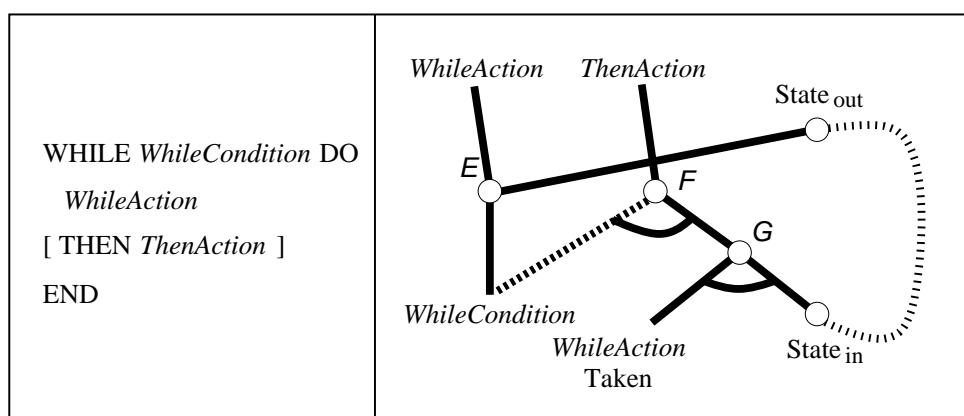 WHILE WhileCondition DO
WhileAction
[ THEN ThenAction ]
END
WhileAction
ThenAction
State out
E
F
G
WhileCondition
WhileAction
Taken
State in